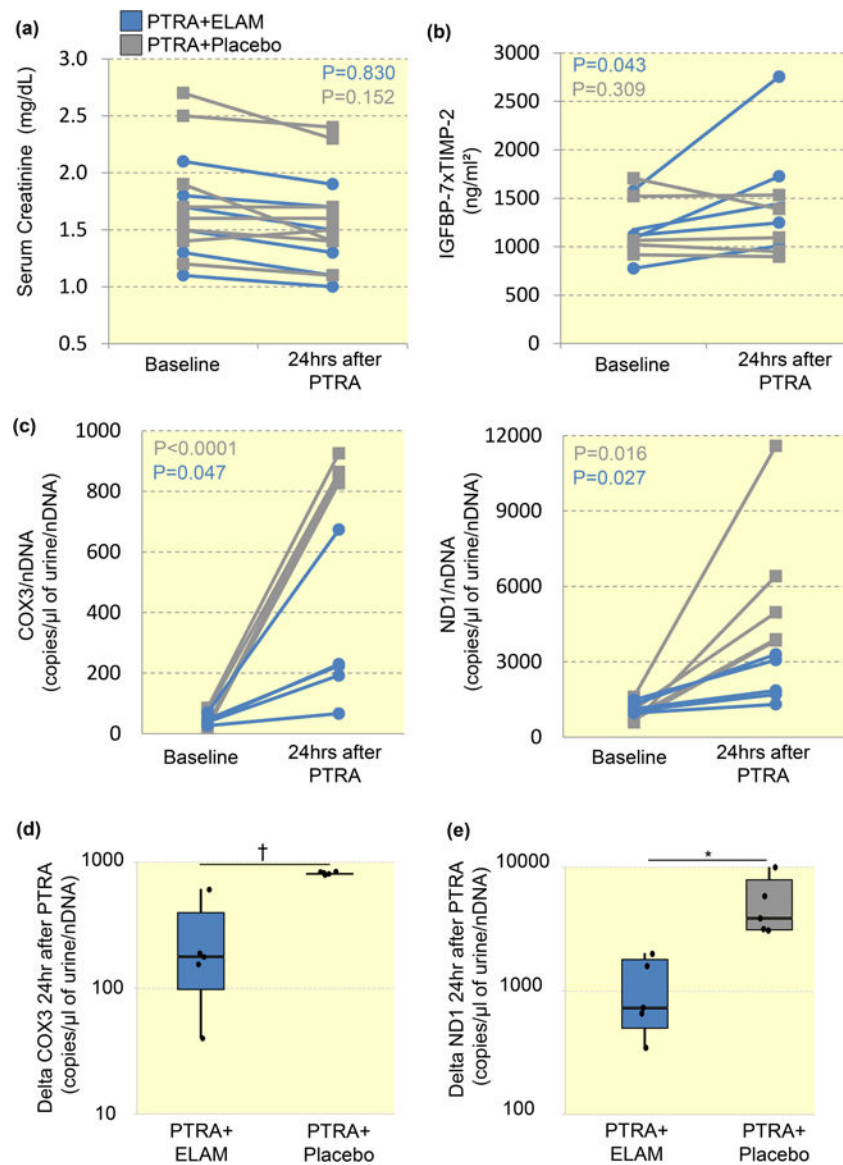 (a)
PTRA+ELAM
PTRA+Placebo
Serum Creatinine (mg/dL)
3.0
2.5
2.0
1.5
1.0
0.5
P=0.830
P=0.152
Baseline
24hrs after
PTRA
(b)
IGFBP-7xTIMP-2
(ng/ml²)
3000
2500
2000
1500
1000
500
0
P=0.043
P=0.309
Baseline
24hrs after
PTRA
(c)
COX3/nDNA
(copies/µl of urine/nDNA)
1000
800
600
400
200
0
P<0.0001
P=0.047
Baseline
24hrs after
PTRA
ND1/nDNA
(copies/µl of urine/nDNA)
12000
9000
6000
3000
0
P=0.016
P=0.027
Baseline
24hrs after
PTRA
(d)
Delta COX3 24hr after PTRA
(copies/µl of urine/nDNA)
1000
100
10
†
PTRA+
ELAM
PTRA+
Placebo
(e)
Delta ND1 24hr after PTRA
(copies/µl of urine/nDNA)
10000
1000
100
*
PTRA+
ELAM
PTRA+
Placebo